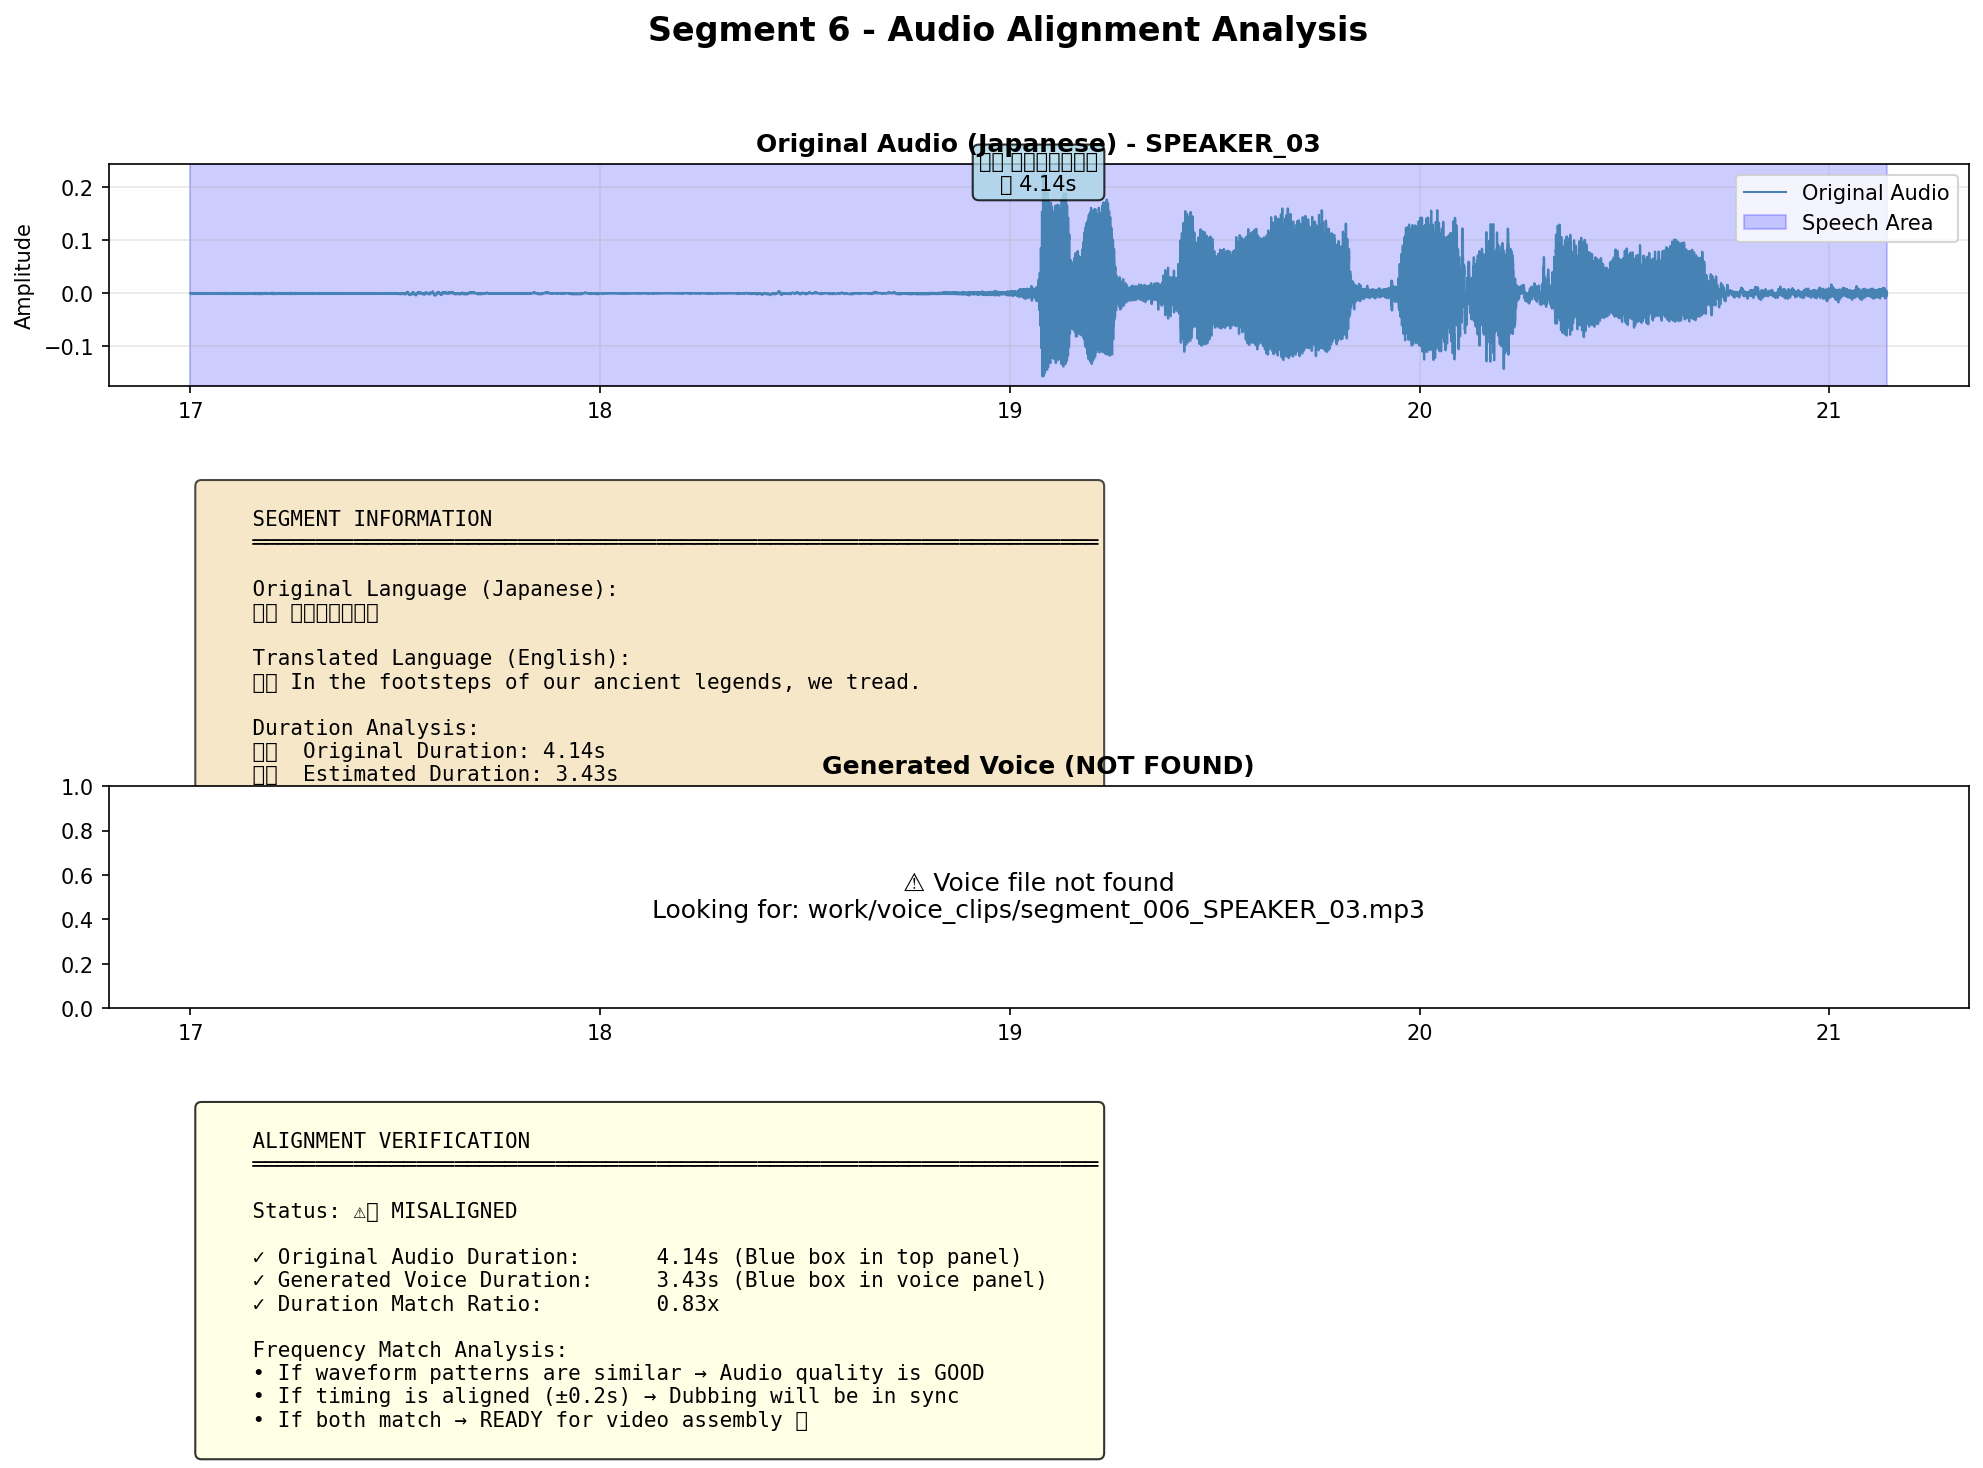 Segment 6 - Audio Alignment Analysis
Original Audio (Japanese) - SPEAKER_03
4.14s
Original Audio
Speech Area
Amplitude
0.2
0.1
0.0
−0.1
17 18 19 20 21
SEGMENT INFORMATION
Original Language (Japanese):
Translated Language (English):
In the footsteps of our ancient legends, we tread.
Duration Analysis:
Original Duration: 4.14s
Estimated Duration: 3.43s
Generated Voice (NOT FOUND)
1.0
0.8
0.6
0.4
0.2
0.0
⚠ Voice file not found
Looking for: work/voice_clips/segment_006_SPEAKER_03.mp3
17 18 19 20 21
ALIGNMENT VERIFICATION
Status: ⚠ MISALIGNED
✓ Original Audio Duration: 4.14s (Blue box in top panel)
✓ Generated Voice Duration: 3.43s (Blue box in voice panel)
✓ Duration Match Ratio: 0.83x
Frequency Match Analysis:
• If waveform patterns are similar → Audio quality is GOOD
• If timing is aligned (±0.2s) → Dubbing will be in sync
• If both match → READY for video assembly